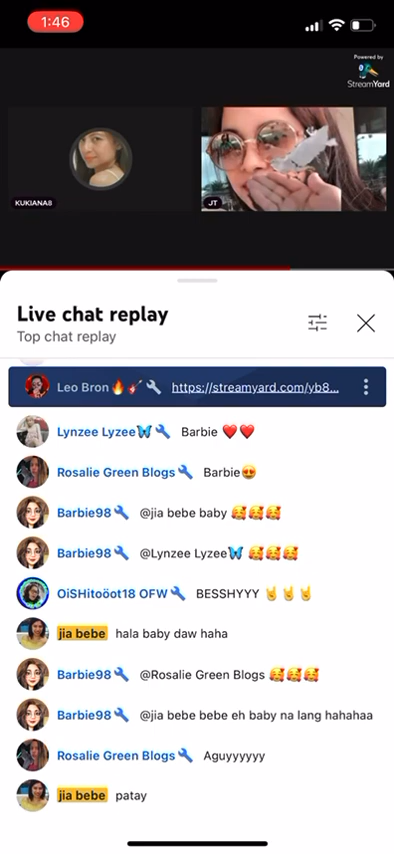 1:46
Powered by
StreamYard
KUKIANA8
JT
Live chat replay
Top chat replay
Leo Bron🔥🎸🔧 https://streamyard.com/yb8...
Lynzee Lyzee🦋🔧 Barbie ❤️❤️
Rosalie Green Blogs🔧 Barbie😍
Barbie98🔧 @jia bebe baby 🥰🥰🥰
Barbie98🔧 @Lynzee Lyzee🦋 🥰🥰🥰
OiSHitoöot18 OFW🔧 BESSHYYY 🤘🤘🤘
jia bebe hala baby daw haha
Barbie98🔧 @Rosalie Green Blogs 🥰🥰🥰
Barbie98🔧 @jia bebe bebe eh baby na lang hahahaa
Rosalie Green Blogs🔧 Aguyyyyyy
jia bebe patay